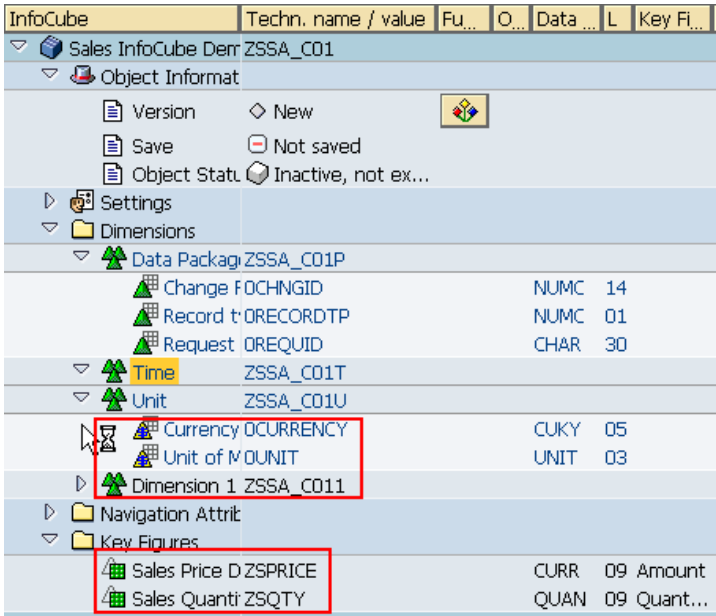 InfoCube Techn. name / value Fu... O... Data ... L Key Fi...
Sales InfoCube Dem ZSSA_C01
Object Informat
Version New
Save Not saved
Object Statu Inactive, not ex...
Settings
Dimensions
Data Packag ZSSA_C01P
Change R 0CHNGID NUMC 14
Record ty 0RECORDTP NUMC 01
Request 0REQUID CHAR 30
Time ZSSA_C01T
Unit ZSSA_C01U
Currency 0CURRENCY CUKY 05
Unit of M 0UNIT UNIT 03
Dimension 1 ZSSA_C011
Navigation Attrib
Key Figures
Sales Price D ZSPRICE CURR 09 Amount
Sales Quanti ZSQTY QUAN 09 Quant...